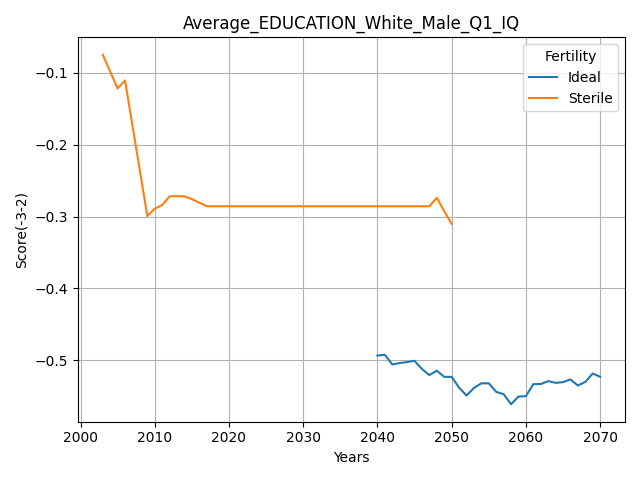 Average_EDUCATION_White_Male_Q1_IQ
Fertility
Ideal
Sterile
Score(-3-2)
−0.1
−0.2
−0.3
−0.4
−0.5
2000 2010 2020 2030 2040 2050 2060 2070
Years